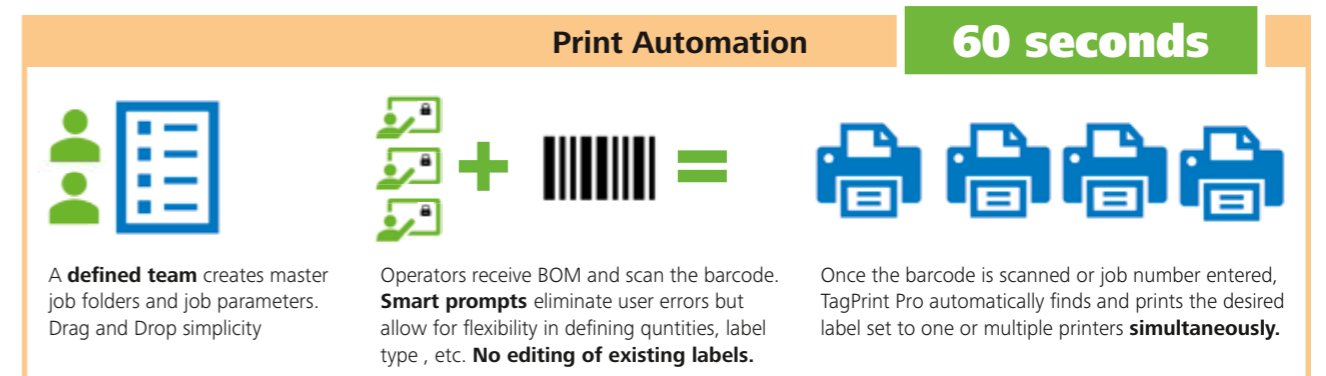 Print Automation
60 seconds
A defined team creates master
job folders and job parameters.
Drag and Drop simplicity
Operators receive BOM and scan the barcode.
Smart prompts eliminate user errors but
allow for flexibility in defining quntities, label
type , etc. No editing of existing labels.
Once the barcode is scanned or job number entered,
TagPrint Pro automatically finds and prints the desired
label set to one or multiple printers simultaneously.